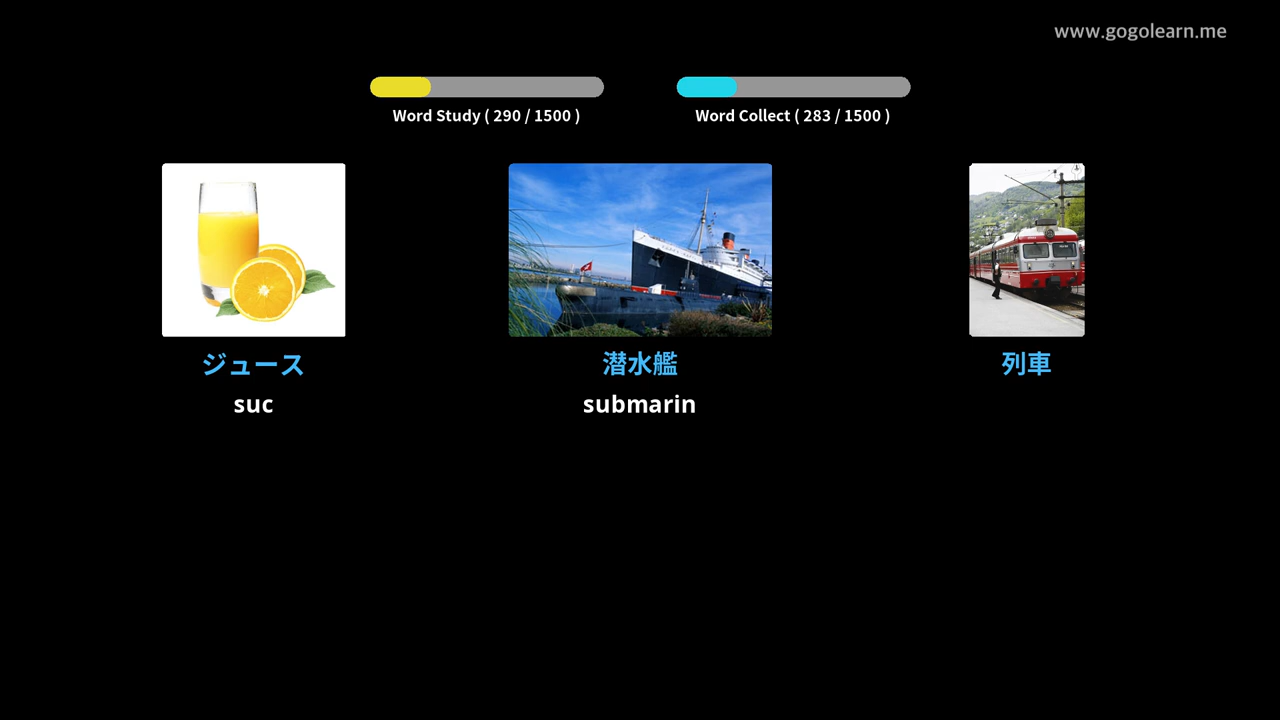 www.gogolearn.me
Word Study ( 290 / 1500 )
Word Collect ( 283 / 1500 )
ジュース
潜水艦
列車
suc
submarin